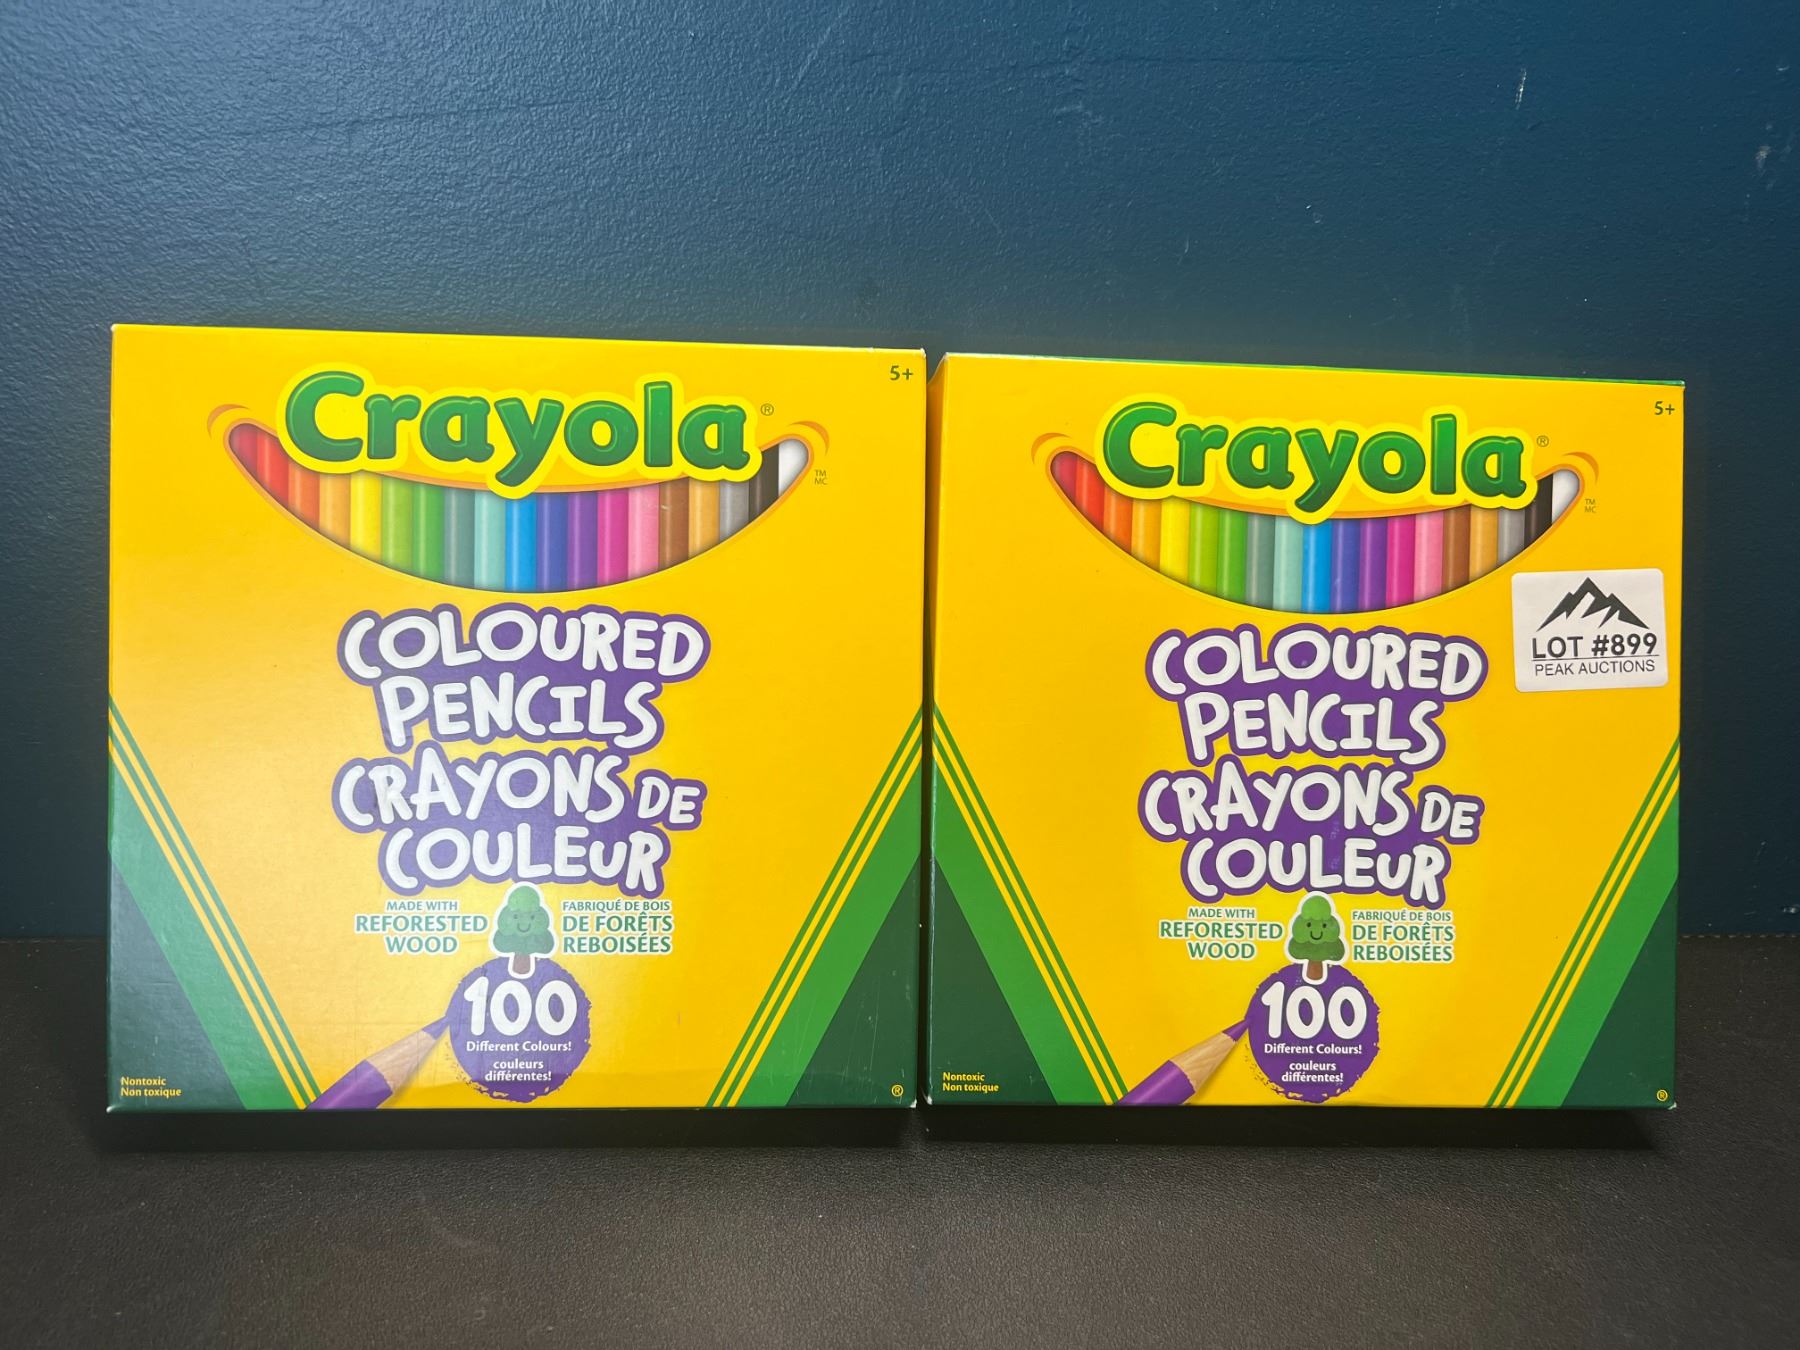 Crayola®
5+
TM
MC
COLOURED
PENCILS
CRAYONS DE
COULEUR
MADE WITH
REFORESTED
WOOD
FABRIQUÉ DE BOIS
DE FORÊTS
REBOISÉES
100
Different Colours!
couleurs
différentes!
Nontoxic
Non toxique
®
Crayola®
5+
TM
MC
LOT #899
PEAK AUCTIONS
COLOURED
PENCILS
CRAYONS DE
COULEUR
MADE WITH
REFORESTED
WOOD
FABRIQUÉ DE BOIS
DE FORÊTS
REBOISÉES
100
Different Colours!
couleurs
différentes!
Nontoxic
Non toxique
®